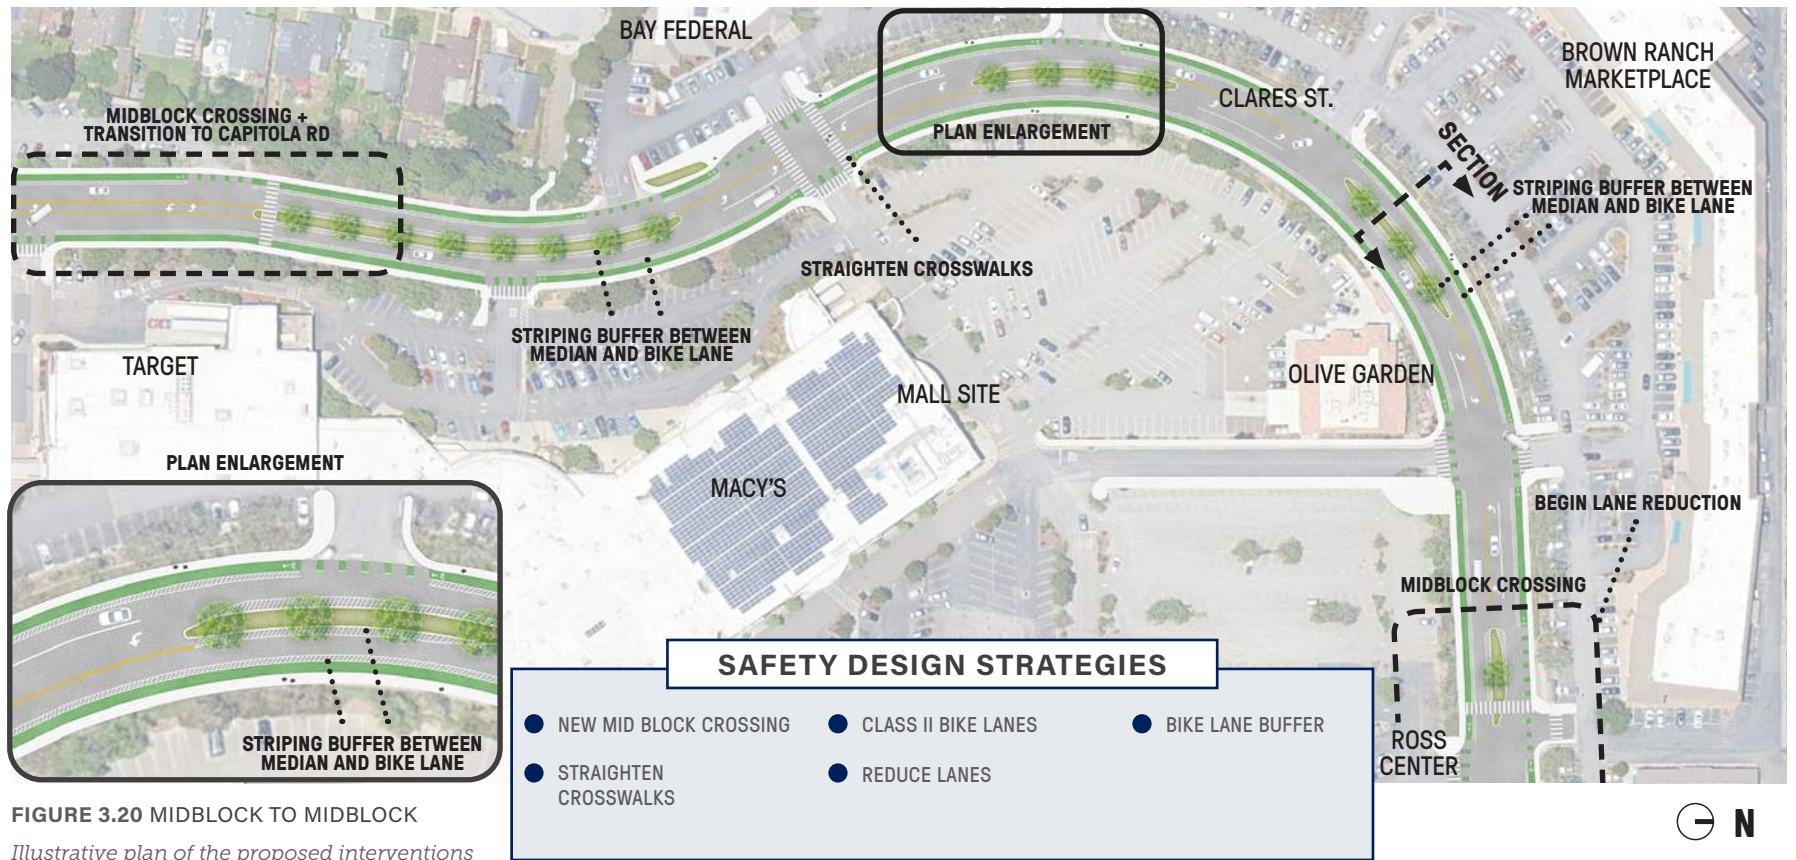 BAY FEDERAL
BROWN RANCH
MARKETPLACE
CLARES ST.
MIDBLOCK CROSSING +
TRANSITION TO CAPITOLA RD
PLAN ENLARGEMENT
SECTION
STRIPING BUFFER BETWEEN
MEDIAN AND BIKE LANE
STRAIGHTEN CROSSWALKS
STRIPING BUFFER BETWEEN
MEDIAN AND BIKE LANE
TARGET
MALL SITE
OLIVE GARDEN
PLAN ENLARGEMENT
MACY'S
BEGIN LANE REDUCTION
MIDBLOCK CROSSING
STRIPING BUFFER BETWEEN
MEDIAN AND BIKE LANE
ROSS
CENTER
SAFETY DESIGN STRATEGIES
NEW MID BLOCK CROSSING
STRAIGHTEN
CROSSWALKS
CLASS II BIKE LANES
REDUCE LANES
BIKE LANE BUFFER
N
FIGURE 3.20 MIDBLOCK TO MIDBLOCK
Illustrative plan of the proposed interventions